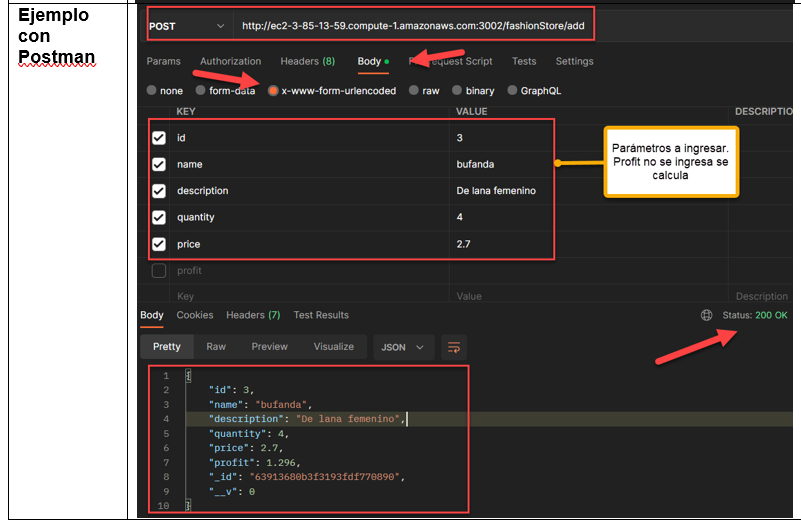 Ejemplo
con
Postman
POST http://ec2-3-85-13-59.compute-1.amazonaws.com:3002/fashionStore/add
Params Authorization Headers (8) Body equest Script Tests Settings
none form-data x-www-form-urlencoded raw binary GraphQL
KEY VALUE DESCRIPTIO
id 3
name bufanda
description De lana femenino
quantity 4
price 2.7
profit
Key Value Description
Parámetros a ingresar.
Profit no se ingresa se
calcula
Body Cookies Headers (7) Test Results Status: 200 OK
Pretty Raw Preview Visualize JSON
1 {
2 "id": 3,
3 "name": "bufanda",
4 "description": "De lana femenino",
5 "quantity": 4,
6 "price": 2.7,
7 "profit": 1.296,
8 "_id": "63913680b3f3193fdf770890",
9 "__v": 0
10 }